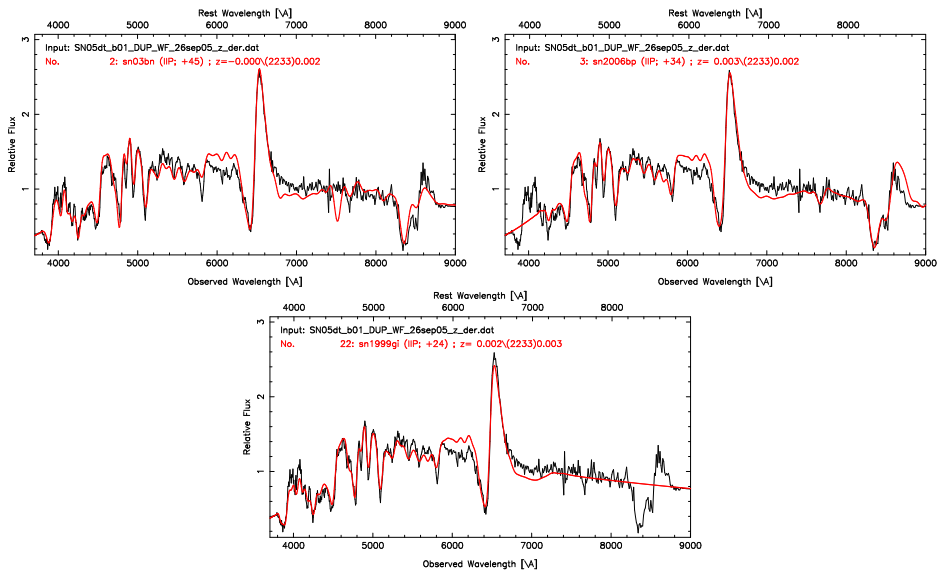 Rest Wavelength [\A]
4000 5000 6000 7000 8000 9000
Input: SN05dt_b01_DUP_WF_26sep05_z_der.dat
No. 2: sn03bn (IIP; +45) ; z=-0.000\(2233)0.002
Relative Flux
3
2
1
4000 5000 6000 7000 8000 9000
Observed Wavelength [\A]
Rest Wavelength [\A]
4000 5000 6000 7000 8000
Input: SN05dt_b01_DUP_WF_26sep05_z_der.dat
No. 3: sn2006bp (IIP; +34) ; z= 0.003\(2233)0.002
Relative Flux
3
2
1
4000 5000 6000 7000 8000 9000
Observed Wavelength [\A]
Rest Wavelength [\A]
4000 5000 6000 7000 8000
Input: SN05dt_b01_DUP_WF_26sep05_z_der.dat
No. 22: sn1999gi (IIP; +24) ; z= 0.002\(2233)0.003
Relative Flux
3
2
1
4000 5000 6000 7000 8000 9000
Observed Wavelength [\A]